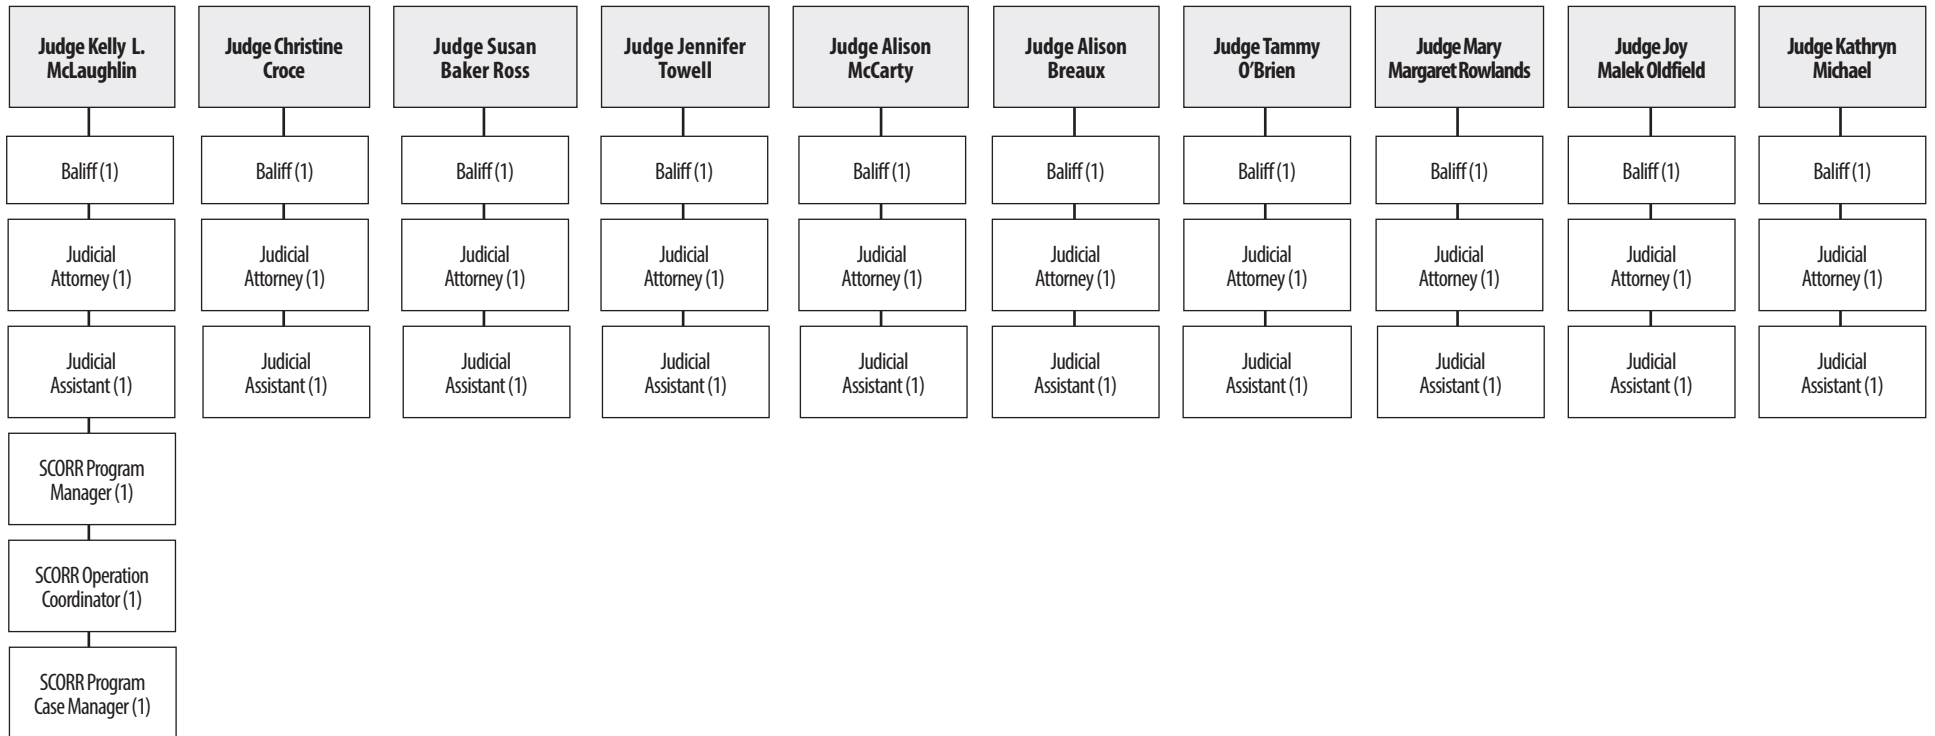 Judge Kelly L.
McLaughlin
Baliff (1)
Judicial
Attorney (1)
Judicial
Assistant (1)
SCORR Program
Manager (1)
SCORR Operation
Coordinator (1)
SCORR Program
Case Manager (1)
Judge Christine
Croce
Baliff (1)
Judicial
Attorney (1)
Judicial
Assistant (1)
Judge Susan
Baker Ross
Baliff (1)
Judicial
Attorney (1)
Judicial
Assistant (1)
Judge Jennifer
Towell
Baliff (1)
Judicial
Attorney (1)
Judicial
Assistant (1)
Judge Alison
McCarty
Baliff (1)
Judicial
Attorney (1)
Judicial
Assistant (1)
Judge Alison
Breaux
Baliff (1)
Judicial
Attorney (1)
Judicial
Assistant (1)
Judge Tammy
O’Brien
Baliff (1)
Judicial
Attorney (1)
Judicial
Assistant (1)
Judge Mary
Margaret Rowlands
Baliff (1)
Judicial
Attorney (1)
Judicial
Assistant (1)
Judge Joy
Malek Oldfield
Baliff (1)
Judicial
Attorney (1)
Judicial
Assistant (1)
Judge Kathryn
Michael
Baliff (1)
Judicial
Attorney (1)
Judicial
Assistant (1)